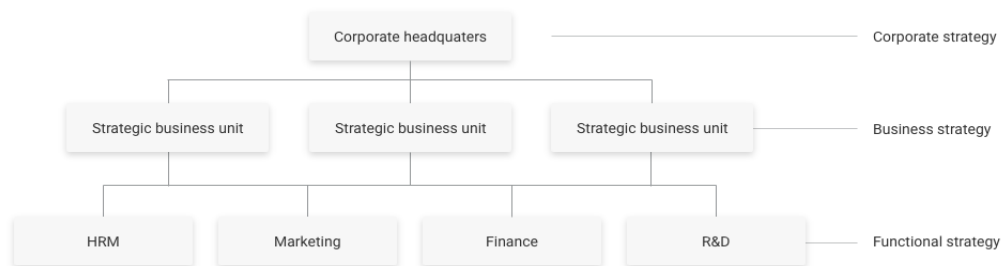 Corporate headquaters
Corporate strategy
Strategic business unit
Strategic business unit
Strategic business unit
Business strategy
HRM
Marketing
Finance
R&D
Functional strategy